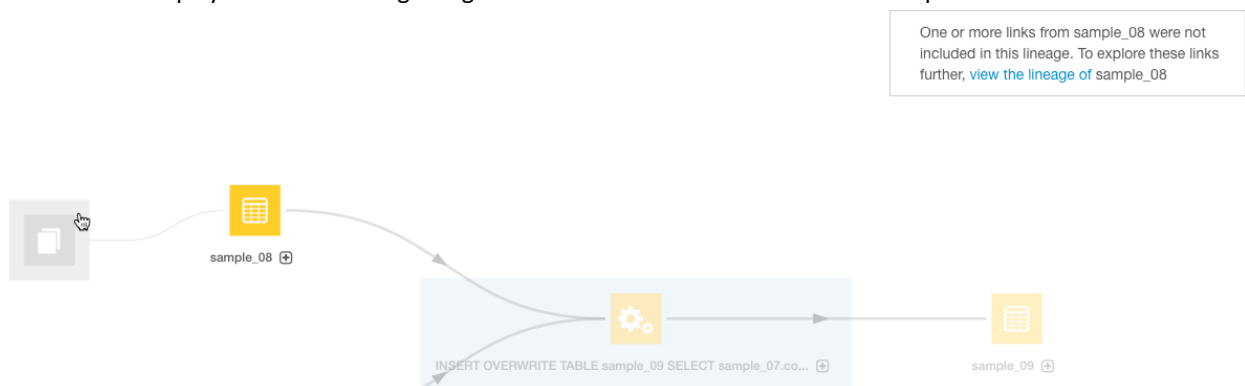 One or more links from sample_08 were not
included in this lineage. To explore these links
further, view the lineage of sample_08
sample_08
INSERT OVERWRITE TABLE sample_09 SELECT sample_07.co...
sample_09